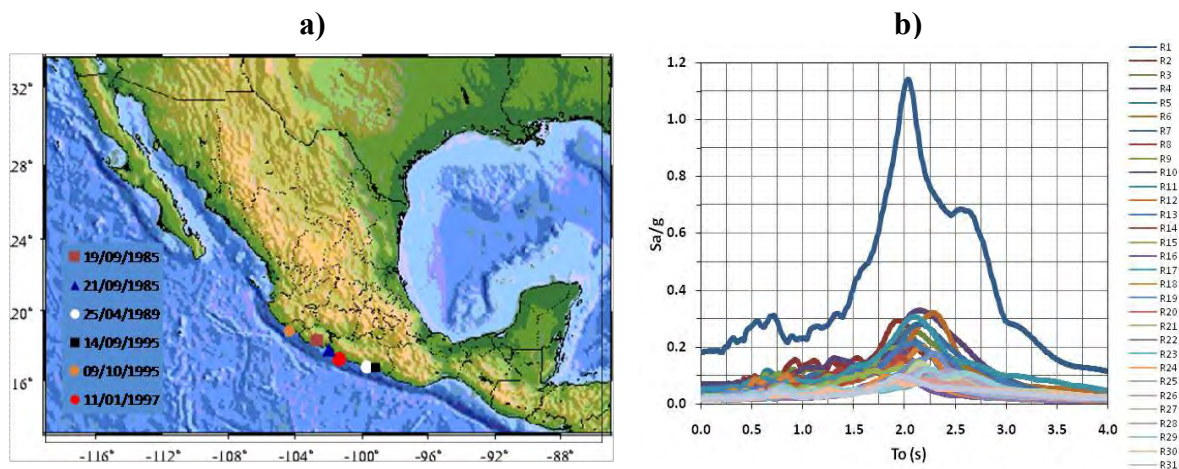 a)
b)
32°
28°
24°
20°
16°
19/09/1985
21/09/1985
25/04/1989
14/09/1995
09/10/1995
11/01/1997
-116°
-112°
-108°
-104°
-100°
-96°
-92°
-88°
Sa/g
1.2
1.0
0.8
0.6
0.4
0.2
0.0
0.0
0.5
1.0
1.5
2.0
2.5
3.0
3.5
4.0
To (s)
R1
R2
R3
R4
R5
R6
R7
R8
R9
R10
R11
R12
R13
R14
R15
R16
R17
R18
R19
R20
R21
R22
R23
R24
R25
R26
R27
R28
R29
R30
R31